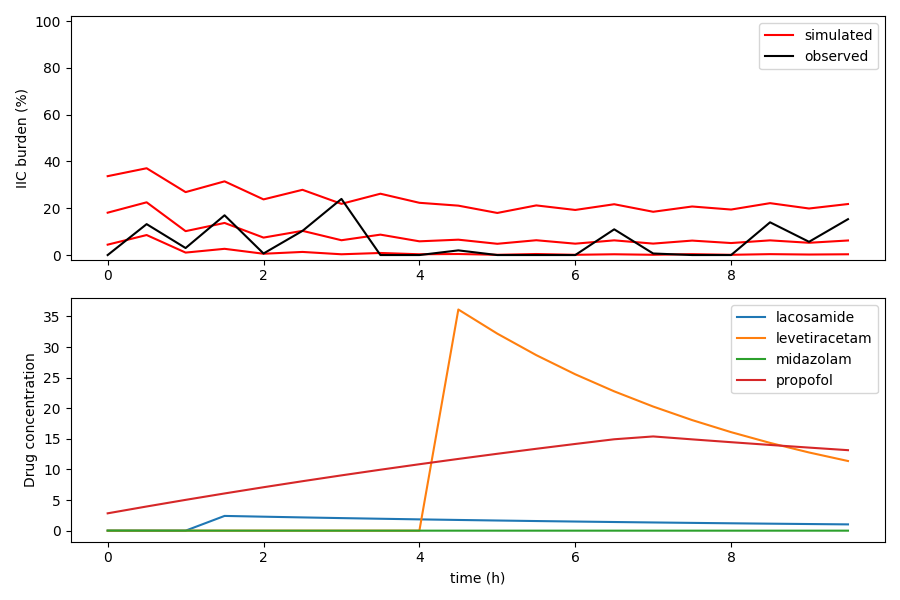 100
80
60
40
20
0
IIC burden (%)
simulated
observed
0 2 4 6 8
35
30
25
20
15
10
5
0
Drug concentration
lacosamide
levetiracetam
midazolam
propofol
0 2 4 6 8
time (h)